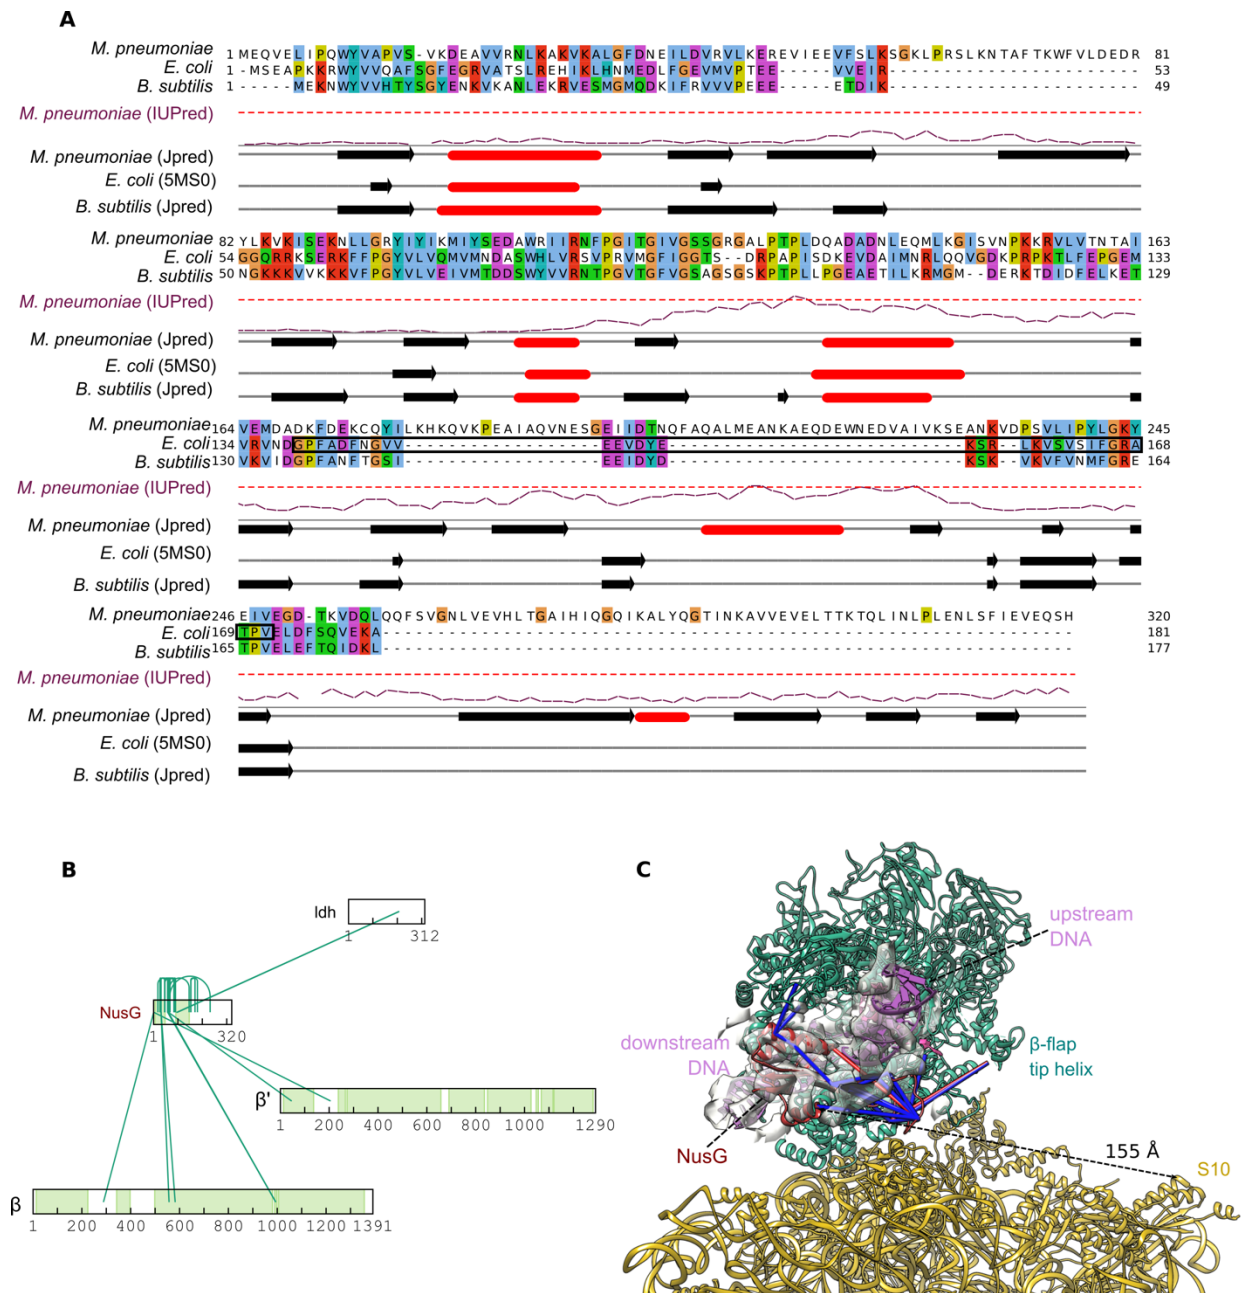 A
M. pneumoniae 1 MEQVELIPQWYVAPVS-VKDEAVVRNLKAKVKALGFDNEILDVRVLKEREVIEEVFSLKSGKLPRSLKNTAFTKWFVLDEDR 81
E. coli 1 -MSEAPKKRWYVVQAFSGFEGRVATSLREHIKLHNMEDLFGEVMVPTEE-----VVEIR----------------------- 53
B. subtilis 1 -----MEKNWYVVHTYSGYENKVKANLEKRVESMGMQDKIFRVVVPEEE-----ETDIK----------------------- 49
M. pneumoniae (IUPred)
M. pneumoniae (Jpred)
E. coli (5MS0)
B. subtilis (Jpred)
M. pneumoniae 82 YLKVKISEKNLLGRYIYIKMIYSEDAWRIIRNFPGITGIVGSSGRGALPTPLDQADADNLEQMLKGISVNPKKRVLVTNTAI 163
E. coli 54 GGQRRKSERKFFPGYVLVQMVMNDASWHLVRSVPRVMGFIGGTS--DRPAPISDKEVDAIMNRLQQVGDKPRPKTLFEPGEM 133
B. subtilis 50 NGKKKVVKKKVFPGYVLVEIVMTDDSWYVVRNTPGVTGFVGSAGSGSKPTPLLPGEAETILKRMGM--DERKTDIDFELKET 129
M. pneumoniae (IUPred)
M. pneumoniae (Jpred)
E. coli (5MS0)
B. subtilis (Jpred)
M. pneumoniae 164 VEMDADKFDEKCQYILKHKQVKPEAIAQVNESGEIIDTNQFAQALMEANKAEQDEWNEDVAIVKSEANKVDPSVLIPYLGKY 245
E. coli 134 VRVNDGPFADFNGVV------------------EEVDYE---------------------------KSR--LKVSVSIFGRA 168
B. subtilis 130 VKVIDGPFANFTGSI------------------EEIDYD---------------------------KSK--LKVFVNMFGRE 164
M. pneumoniae (IUPred)
M. pneumoniae (Jpred)
E. coli (5MS0)
B. subtilis (Jpred)
M. pneumoniae 246 EIVEGD-TKVDQLQQFSVGNLVEVHLTGAIHIQGQIKALYQGTINKAVVEVELTTKTQLINLPLENLSFIEVEQSH 320
E. coli 169 TPVELDFSQVEKA--------------------------------------------------------------- 181
B. subtilis 165 TPVELEFTQIDKL--------------------------------------------------------------- 177
M. pneumoniae (IUPred)
M. pneumoniae (Jpred)
E. coli (5MS0)
B. subtilis (Jpred)
B
ldh
1 312
NusG
1 320
β'
1 200 400 600 800 1000 1290
β
1 200 400 600 800 1000 1200 1391
C
upstream
DNA
downstream
DNA
β-flap
tip helix
NusG
155 Å
S10